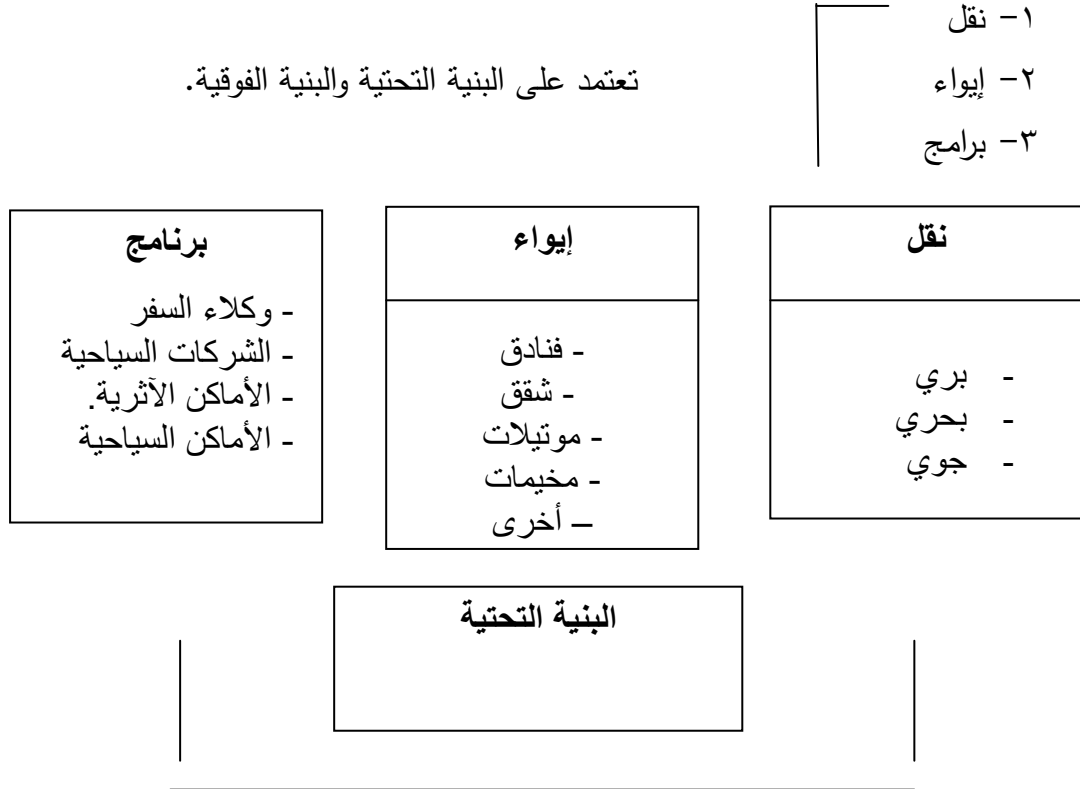 ١- نقل
٢- إيواء
تعتمد على البنية التحتية والبنية الفوقية.
٣- برامج
نقل
- بري
- بحري
- جوي
إيواء
- فنادق
- شقق
- موتيلات
- مخيمات
– أخرى
برنامج
- وكلاء السفر
- الشركات السياحية
- الأماكن الآثرية.
- الأماكن السياحية
البنية التحتية